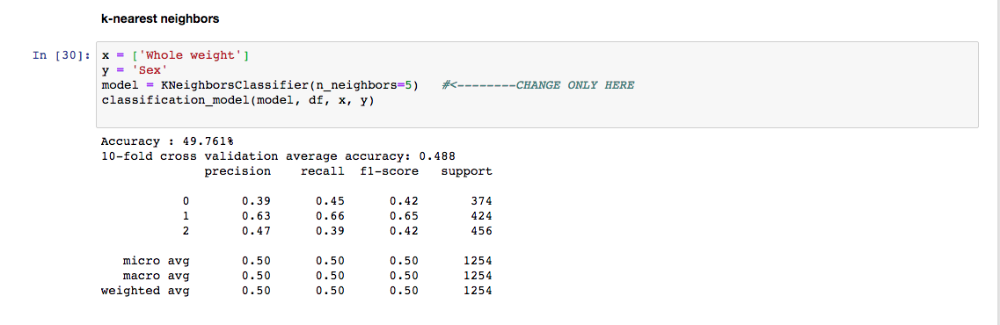 k-nearest neighbors
In [30]: x = ['Whole weight']
y = 'Sex'
model = KNeighborsClassifier(n_neighbors=5)   #<--------CHANGE ONLY HERE
classification_model(model, df, x, y)
Accuracy : 49.761%
10-fold cross validation average accuracy: 0.488
              precision    recall  f1-score   support
           0       0.39      0.45      0.42       374
           1       0.63      0.66      0.65       424
           2       0.47      0.39      0.42       456
   micro avg       0.50      0.50      0.50      1254
   macro avg       0.50      0.50      0.50      1254
weighted avg       0.50      0.50      0.50      1254